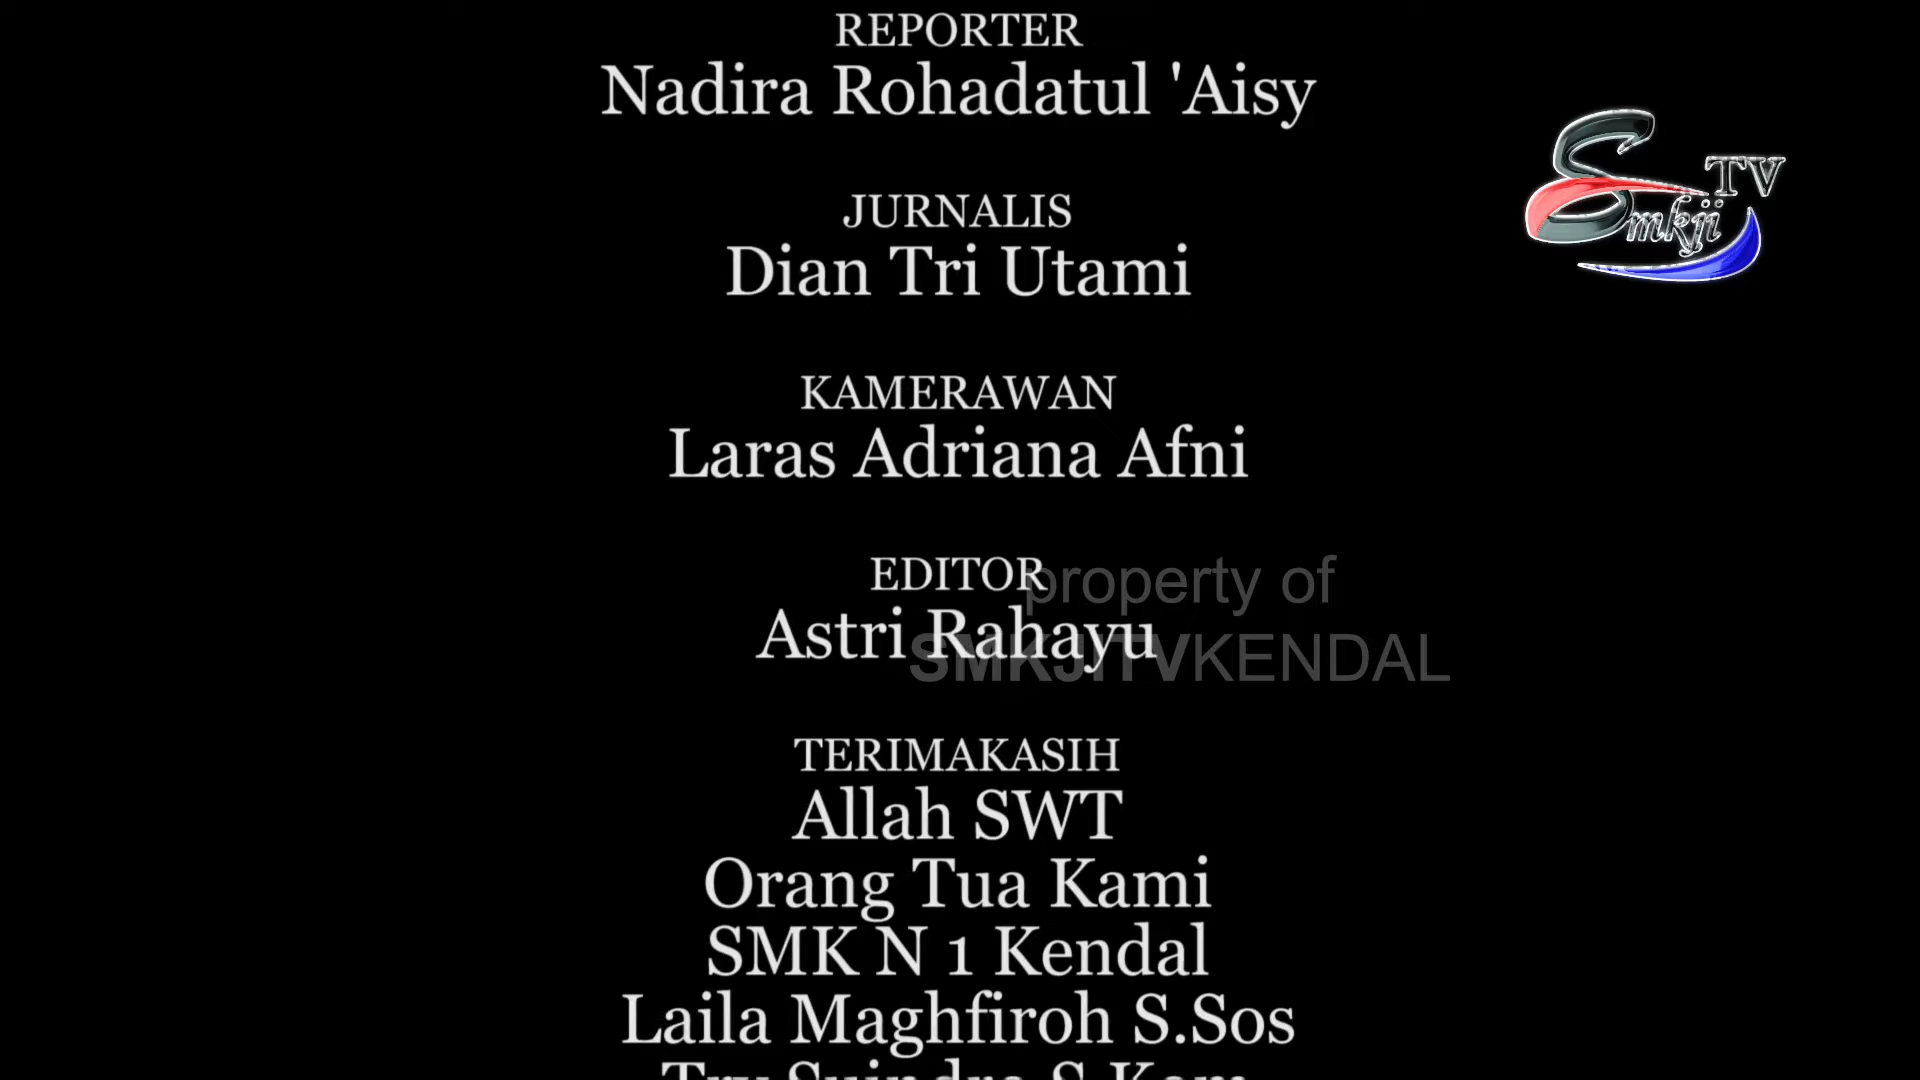 REPORTER
Nadira Rohadatul 'Aisy
JURNALIS
Dian Tri Utami
KAMERAWAN
Laras Adriana Afni
EDITOR
Astri Rahayu
TERIMAKASIH
Allah SWT
Orang Tua Kami
SMK N 1 Kendal
Laila Maghfiroh S.Sos
Smkji TV
property of
SMKJITVKENDAL